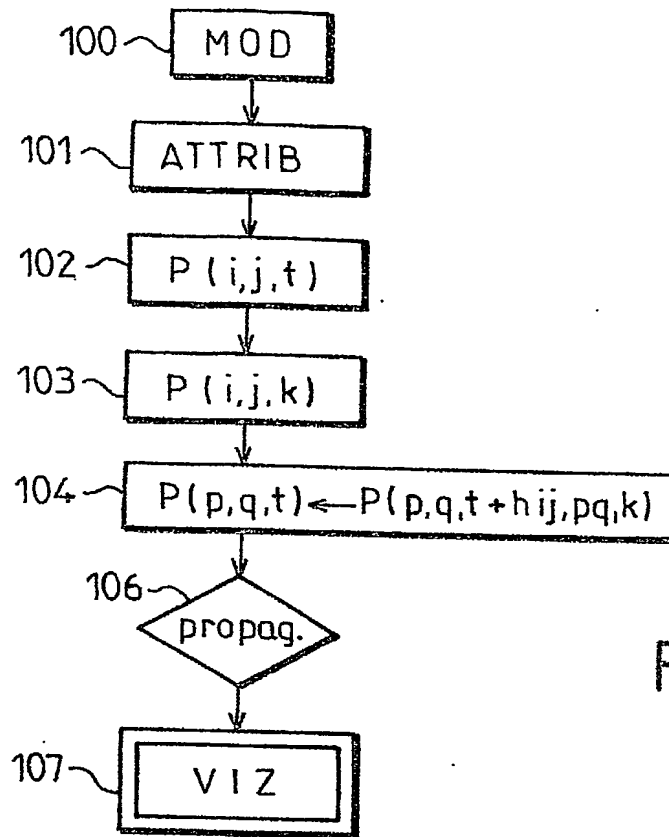 100 MOD
101 ATTRIB
102 P(i,j,t)
103 P(i,j,k)
104 P(p,q,t)←P(p,q,t+hij,pq,k)
106 propag.
F
107 VIZ